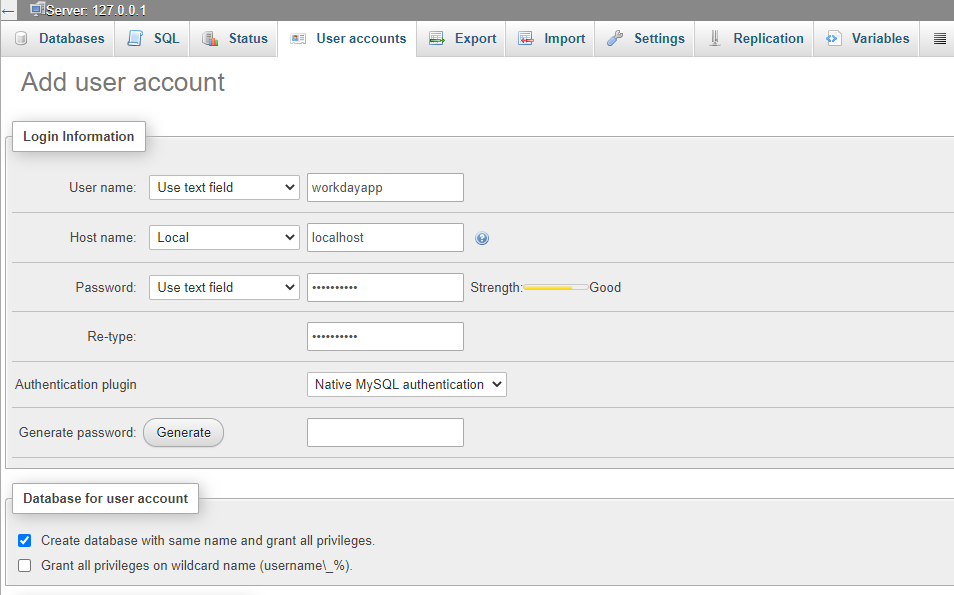 Server: 127.0.0.1
Databases SQL Status User accounts Export Import Settings Replication Variables
Add user account
Login Information
User name: Use text field workdayapp
Host name: Local localhost
Password: Use text field •••••••••• Strength: Good
Re-type: ••••••••••
Authentication plugin Native MySQL authentication
Generate password: Generate
Database for user account
Create database with same name and grant all privileges.
Grant all privileges on wildcard name (username\_%).